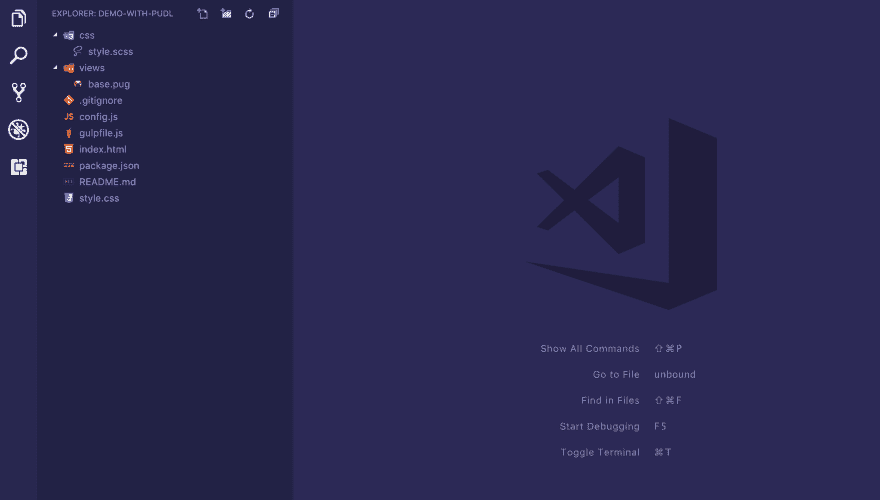 EXPLORER: DEMO-WITH-PUDL
css
style.scss
views
base.pug
.gitignore
JS config.js
gulpfile.js
index.html
package.json
README.md
style.css
Show All Commands ⇧⌘P
Go to File unbound
Find in Files ⇧⌘F
Start Debugging F5
Toggle Terminal ⌘T